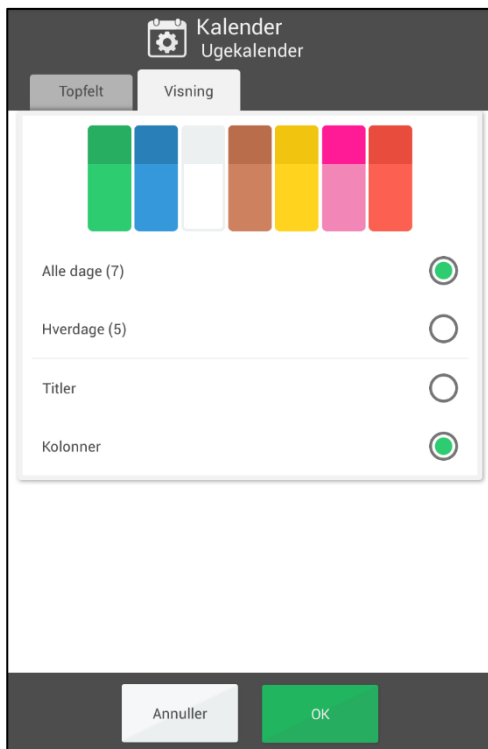 Kalender
Ugekalender
Topfelt
Visning
Alle dage (7)
Hverdage (5)
Titler
Kolonner
Annuller
OK